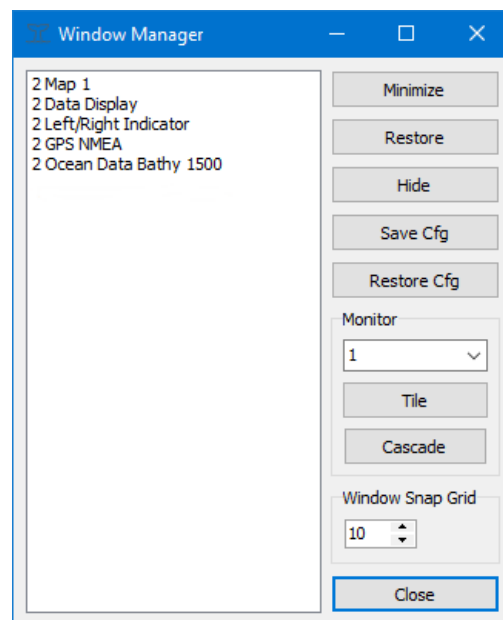 Window Manager
2 Map 1
2 Data Display
2 Left/Right Indicator
2 GPS NMEA
2 Ocean Data Bathy 1500
Minimize
Restore
Hide
Save Cfg
Restore Cfg
Monitor
1
Tile
Cascade
Window Snap Grid
10
Close